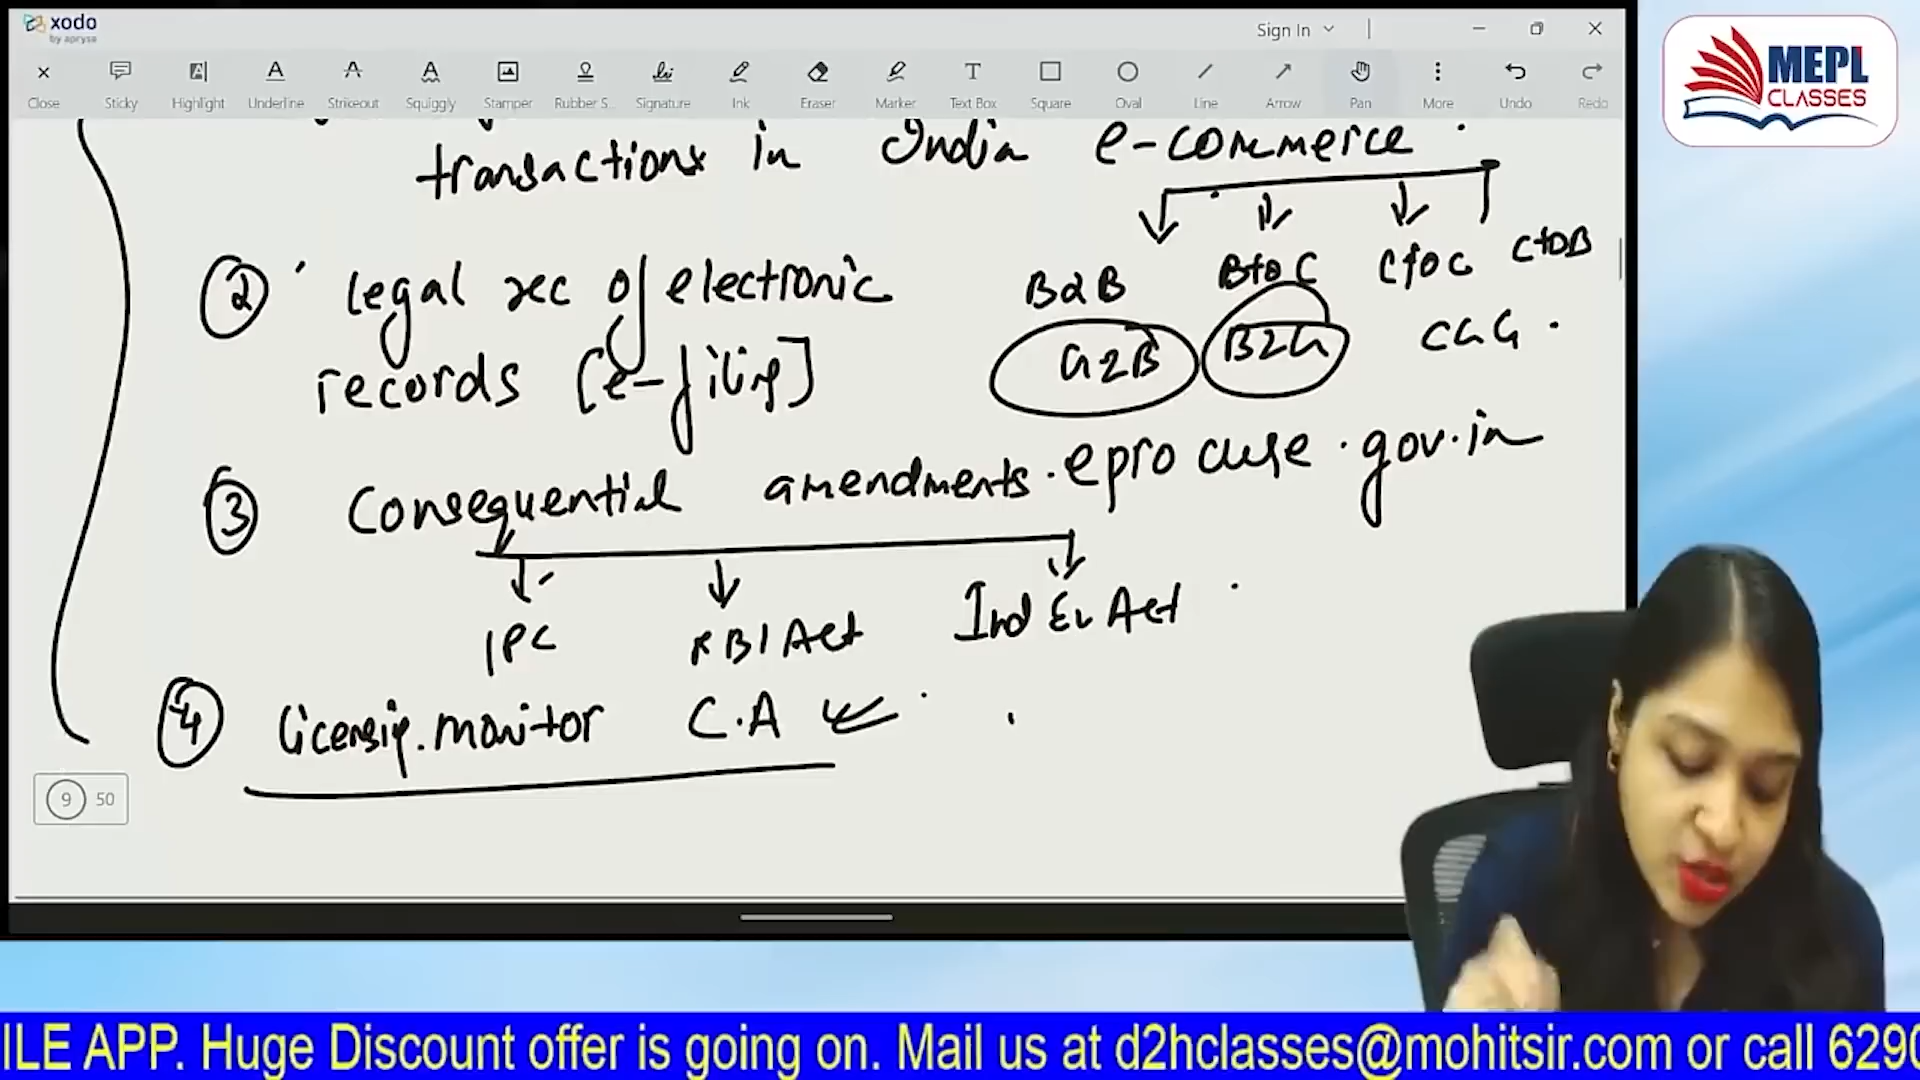 xodo
by apryse
Sign In
Close Sticky Highlight Underline Strikeout Squiggly Stamper Rubber S... Signature Ink Eraser Marker Text Box Square Oval Line Arrow Pan More Undo Redo
MEPL
CLASSES
transactions in India e-commerce.
B2B BtoC CtoC CtoB
② legal rec of electronic
G2B B2G
records [e-filing]
③ Consequential amendments. eprocure.gov.in
IPC RBI Act Ind Ev Act
④ licensig. monitor C.A
9 50
ILE APP. Huge Discount offer is going on. Mail us at d2hclasses@mohitsir.com or call 629